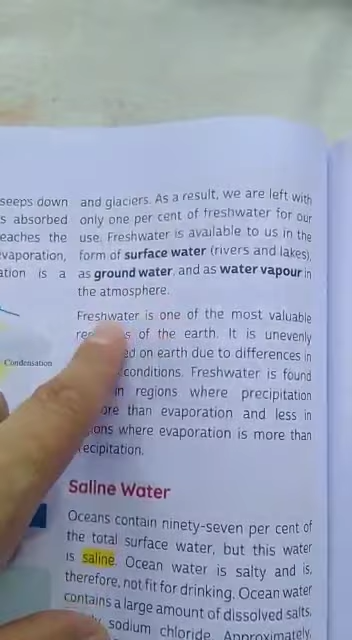 seeps down
s absorbed
eaches the
evaporation,
ation is a
Condensation
and glaciers. As a result, we are left with
only one per cent of freshwater for our
use. Freshwater is available to us in the
form of surface water (rivers and lakes),
as ground water, and as water vapour in
the atmosphere.
Freshwater is one of the most valuable
of the earth. It is unevenly
on earth due to differences in
conditions. Freshwater is found
in regions where precipitation
than evaporation and less in
where evaporation is more than
Saline Water
Oceans contain ninety-seven per cent of
the total surface water, but this water
is saline. Ocean water is salty and is,
therefore, not fit for drinking. Ocean water
contains a large amount of dissolved salts,
sodium chloride. Approximately,